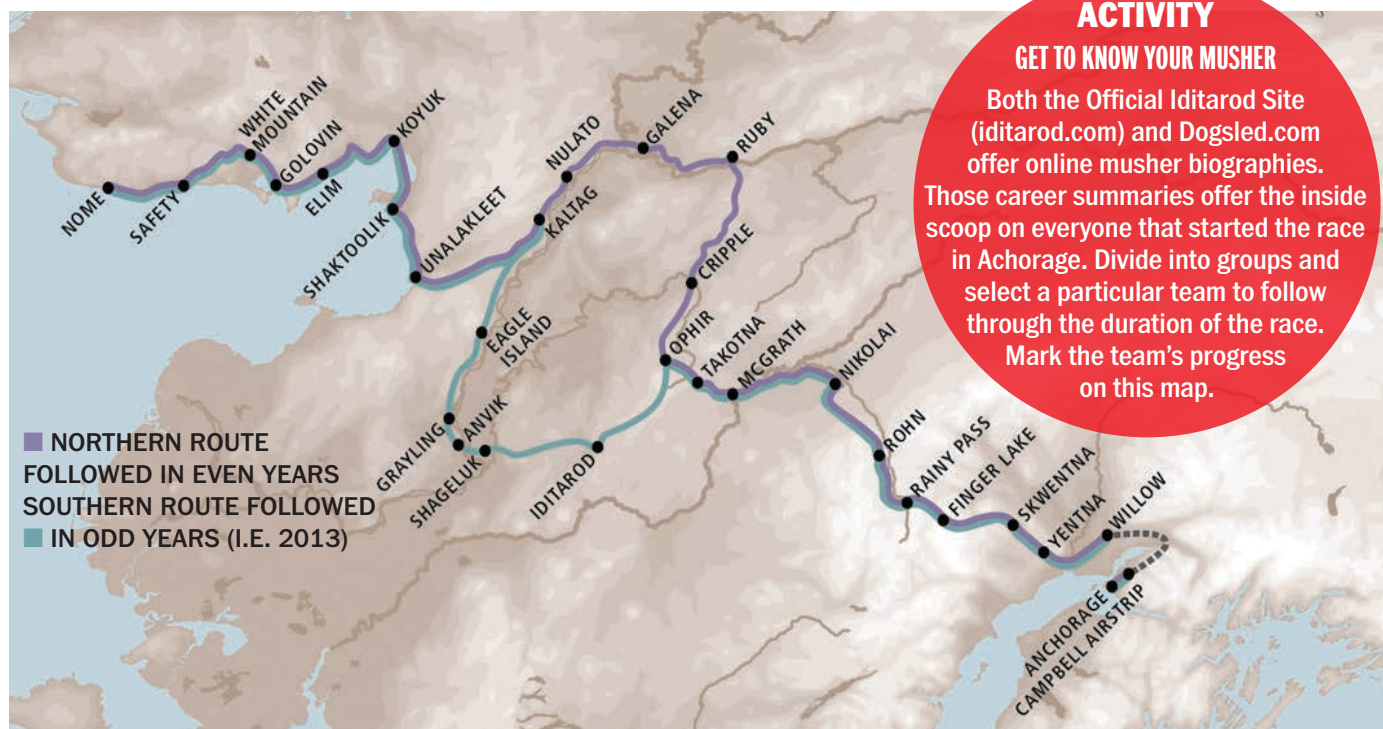 ACTIVITY
GET TO KNOW YOUR MUSHER
Both the Official Iditarod Site
(iditarod.com) and Dogsled.com
offer online musher biographies.
Those career summaries offer the inside
scoop on everyone that started the race
in Achorage. Divide into groups and
select a particular team to follow
through the duration of the race.
Mark the team's progress
on this map.
NOME
SAFETY
WHITE
MOUNTAIN
GOLOVIN
ELIM
KOYUK
SHAKTOOLIK
UNALAKLEET
KALTAG
NULATO
GALENA
RUBY
CRIPPLE
OPHIR
TAKOTNA
MCGRATH
NIKOLAI
ROHN
RAINY PASS
FINGER LAKE
SKWENTNA
YENTNA
WILLOW
ANCHORAGE
CAMPBELL AIRSTRIP
EAGLE
ISLAND
GRAYLING
ANVIK
SHAGELUK
IDITAROD
NORTHERN ROUTE
FOLLOWED IN EVEN YEARS
SOUTHERN ROUTE FOLLOWED
IN ODD YEARS (I.E. 2013)